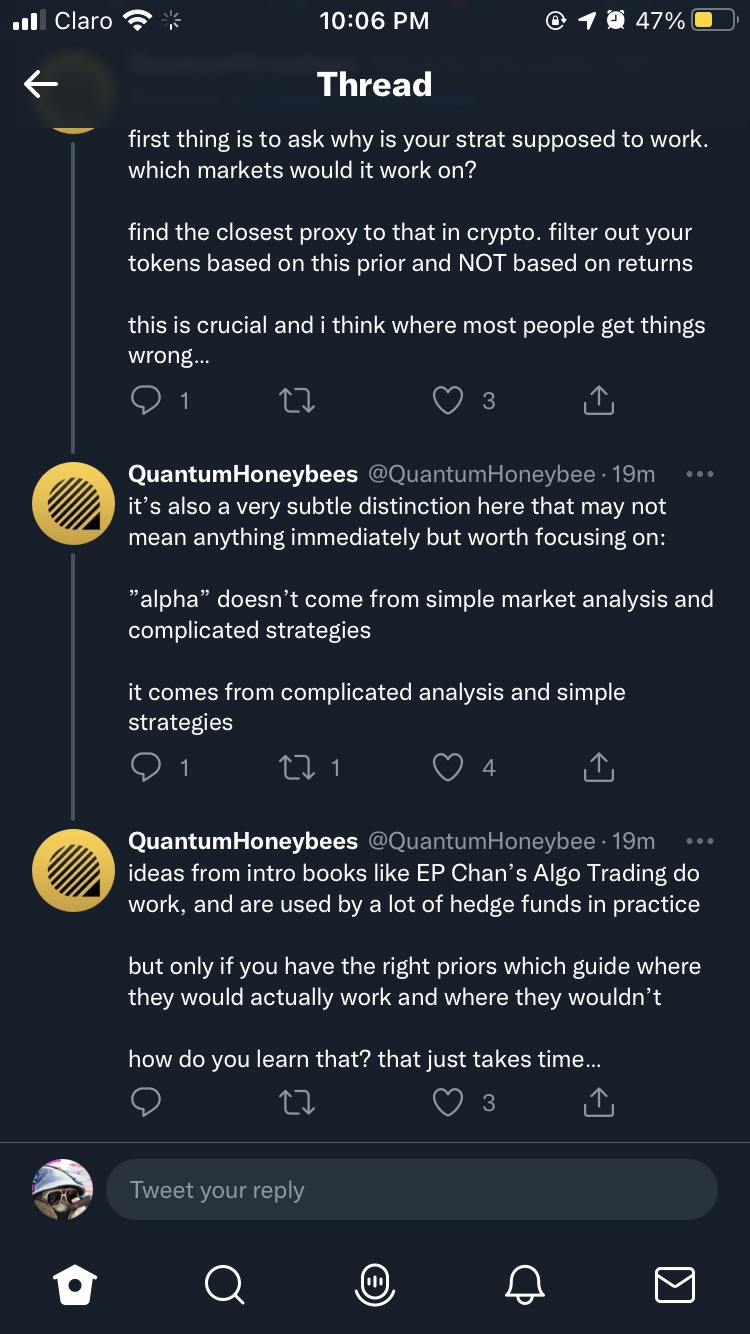 Claro
10:06 PM
47%
Thread
first thing is to ask why is your strat supposed to work.
which markets would it work on?
find the closest proxy to that in crypto. filter out your
tokens based on this prior and NOT based on returns
this is crucial and i think where most people get things
wrong...
1
3
QuantumHoneybees @QuantumHoneybee · 19m
it’s also a very subtle distinction here that may not
mean anything immediately but worth focusing on:
”alpha” doesn’t come from simple market analysis and
complicated strategies
it comes from complicated analysis and simple
strategies
1
1
4
QuantumHoneybees @QuantumHoneybee · 19m
ideas from intro books like EP Chan’s Algo Trading do
work, and are used by a lot of hedge funds in practice
but only if you have the right priors which guide where
they would actually work and where they wouldn’t
how do you learn that? that just takes time...
3
Tweet your reply